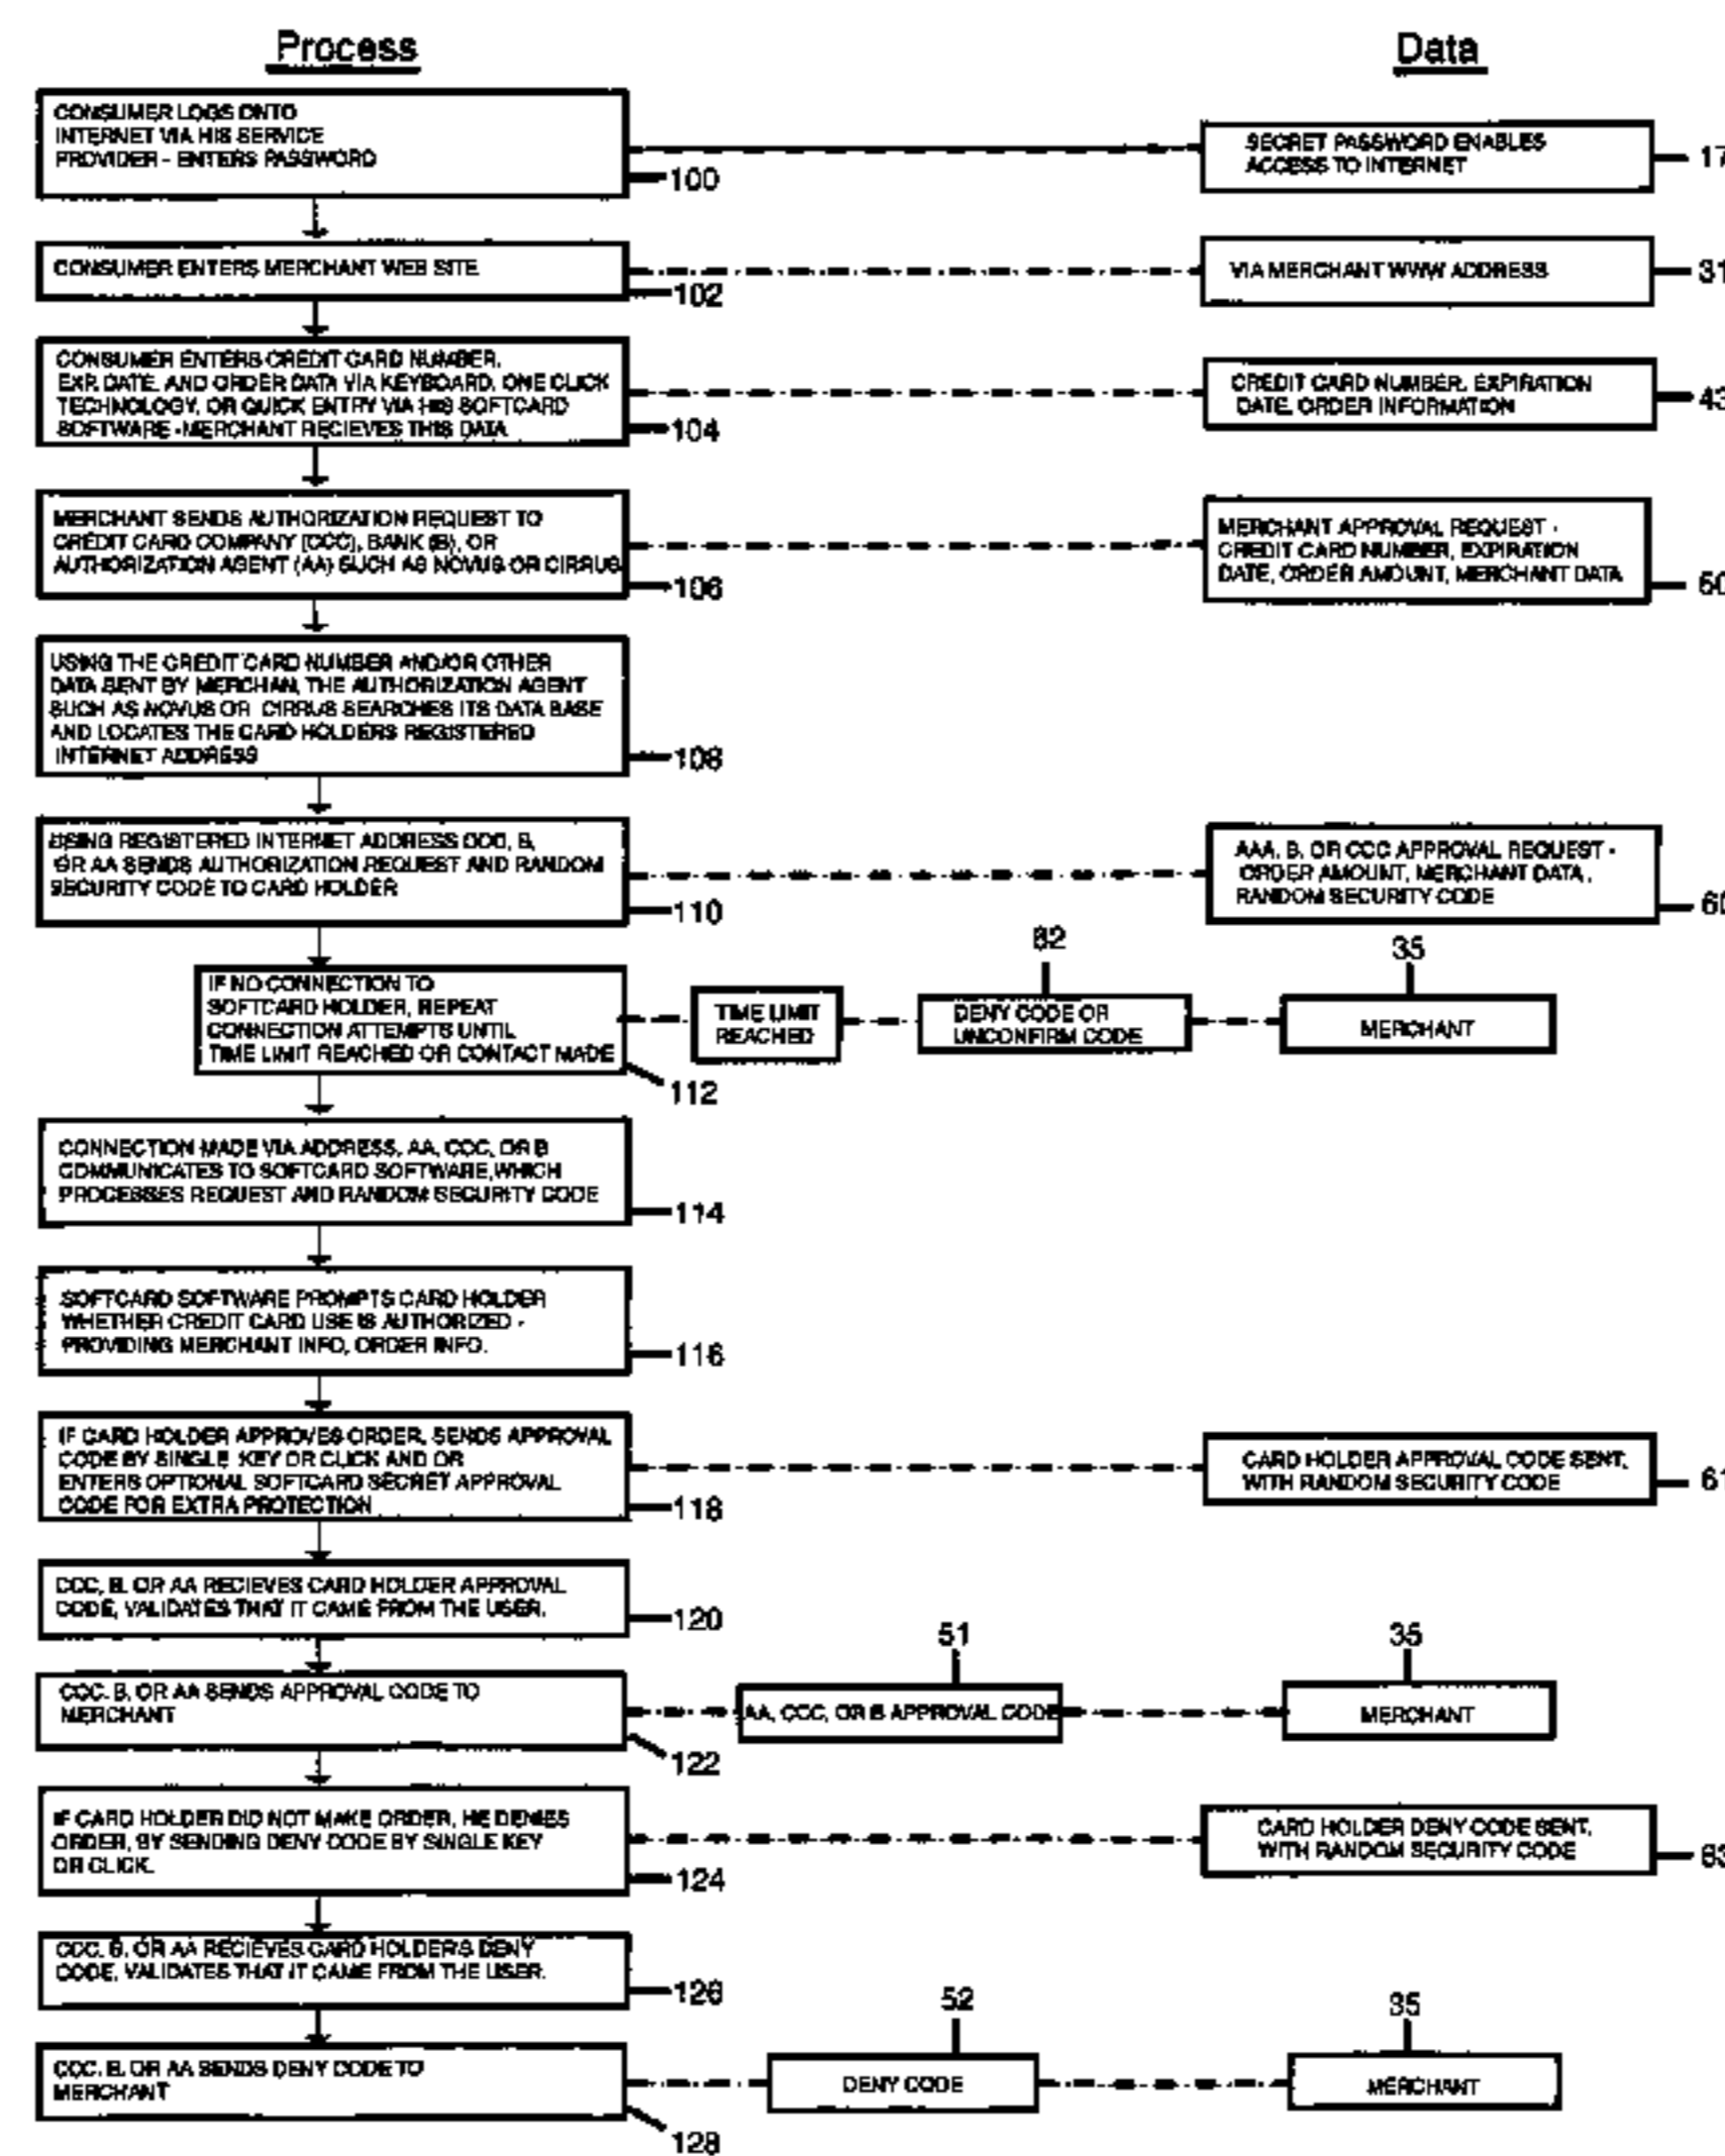 Process
Data
CONSUMER LOGS ONTO
INTERNET VIA HIS SERVICE
PROVIDER - ENTERS PASSWORD
100
SECRET PASSWORD ENABLES
ACCESS TO INTERNET
17
CONSUMER ENTERS MERCHANT WEB SITE
102
VIA MERCHANT WWW ADDRESS
31
CONSUMER ENTERS CREDIT CARD NUMBER,
EXP. DATE, AND ORDER DATA VIA KEYBOARD, ONE CLICK
TECHNOLOGY, OR QUICK ENTRY VIA HIS SOFTCARD
SOFTWARE - MERCHANT RECIEVES THIS DATA
104
CREDIT CARD NUMBER, EXPIRATION
DATE, ORDER INFORMATION
43
MERCHANT SENDS AUTHORIZATION REQUEST TO
CREDIT CARD COMPANY (CCC), BANK (B), OR
AUTHORIZATION AGENT (AA) SUCH AS NOVUS OR CIRRUS
106
MERCHANT APPROVAL REQUEST -
CREDIT CARD NUMBER, EXPIRATION
DATE, ORDER AMOUNT, MERCHANT DATA
50
USING THE CREDIT CARD NUMBER AND/OR OTHER
DATA SENT BY MERCHAN, THE AUTHORIZATION AGENT
SUCH AS NOVUS OR CIRRUS SEARCHES ITS DATA BASE
AND LOCATES THE CARD HOLDERS REGISTERED
INTERNET ADDRESS
108
USING REGISTERED INTERNET ADDRESS CCC, B,
OR AA SENDS AUTHORIZATION REQUEST AND RANDOM
SECURITY CODE TO CARD HOLDER
110
AAA, B, OR CCC APPROVAL REQUEST -
ORDER AMOUNT, MERCHANT DATA,
RANDOM SECURITY CODE
60
IF NO CONNECTION TO
SOFTCARD HOLDER, REPEAT
CONNECTION ATTEMPTS UNTIL
TIME LIMIT REACHED OR CONTACT MADE
112
TIME LIMIT
REACHED
62
DENY CODE OR
UNCONFIRM CODE
35
MERCHANT
CONNECTION MADE VIA ADDRESS, AA, CCC, OR B
COMMUNICATES TO SOFTCARD SOFTWARE, WHICH
PROCESSES REQUEST AND RANDOM SECURITY CODE
114
SOFTCARD SOFTWARE PROMPTS CARD HOLDER
WHETHER CREDIT CARD USE IS AUTHORIZED -
PROVIDING MERCHANT INFO, ORDER INFO.
116
IF CARD HOLDER APPROVES ORDER, SENDS APPROVAL
CODE BY SINGLE KEY OR CLICK AND OR
ENTERS OPTIONAL SOFTCARD SECRET APPROVAL
CODE FOR EXTRA PROTECTION
118
CARD HOLDER APPROVAL CODE SENT,
WITH RANDOM SECURITY CODE
61
CCC, B, OR AA RECIEVES CARD HOLDER APPROVAL
CODE, VALIDATES THAT IT CAME FROM THE USER.
120
CCC, B, OR AA SENDS APPROVAL CODE TO
MERCHANT
122
51
AA, CCC, OR B APPROVAL CODE
35
MERCHANT
IF CARD HOLDER DID NOT MAKE ORDER, HE DENIES
ORDER, BY SENDING DENY CODE BY SINGLE KEY
OR CLICK.
124
CARD HOLDER DENY CODE SENT,
WITH RANDOM SECURITY CODE
63
CCC, B, OR AA RECIEVES CARD HOLDER'S DENY
CODE, VALIDATES THAT IT CAME FROM THE USER.
126
CCC, B, OR AA SENDS DENY CODE TO
MERCHANT
128
52
DENY CODE
35
MERCHANT